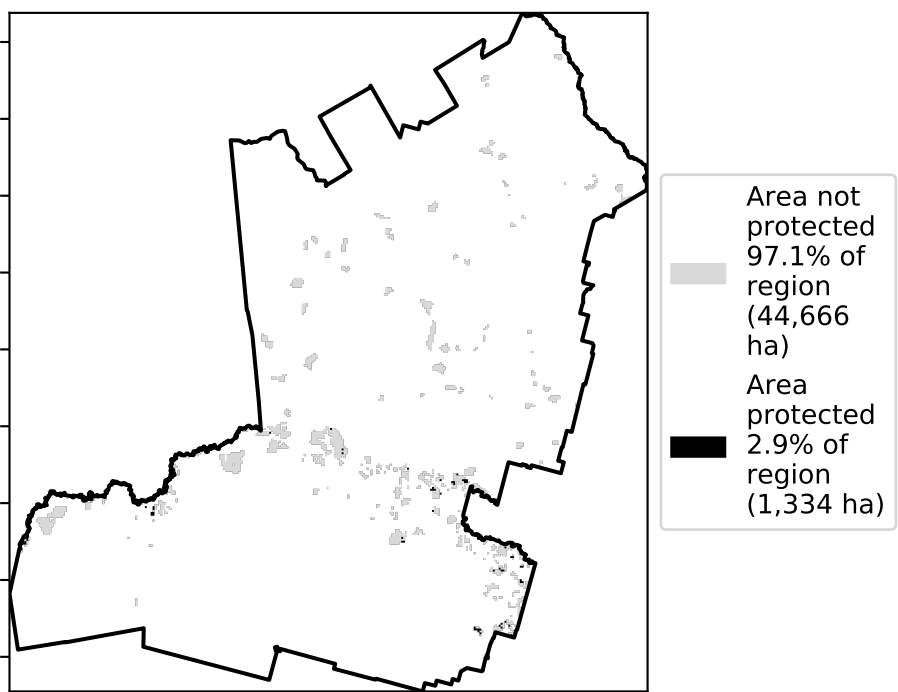 Area not
protected
97.1% of
region
(44,666
ha)
Area
protected
2.9% of
region
(1,334 ha)